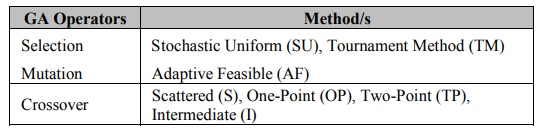 GA Operators Method/s
Selection Stochastic Uniform (SU), Tournament Method (TM)
Mutation Adaptive Feasible (AF)
Crossover Scattered (S), One-Point (OP), Two-Point (TP),
Intermediate (I)